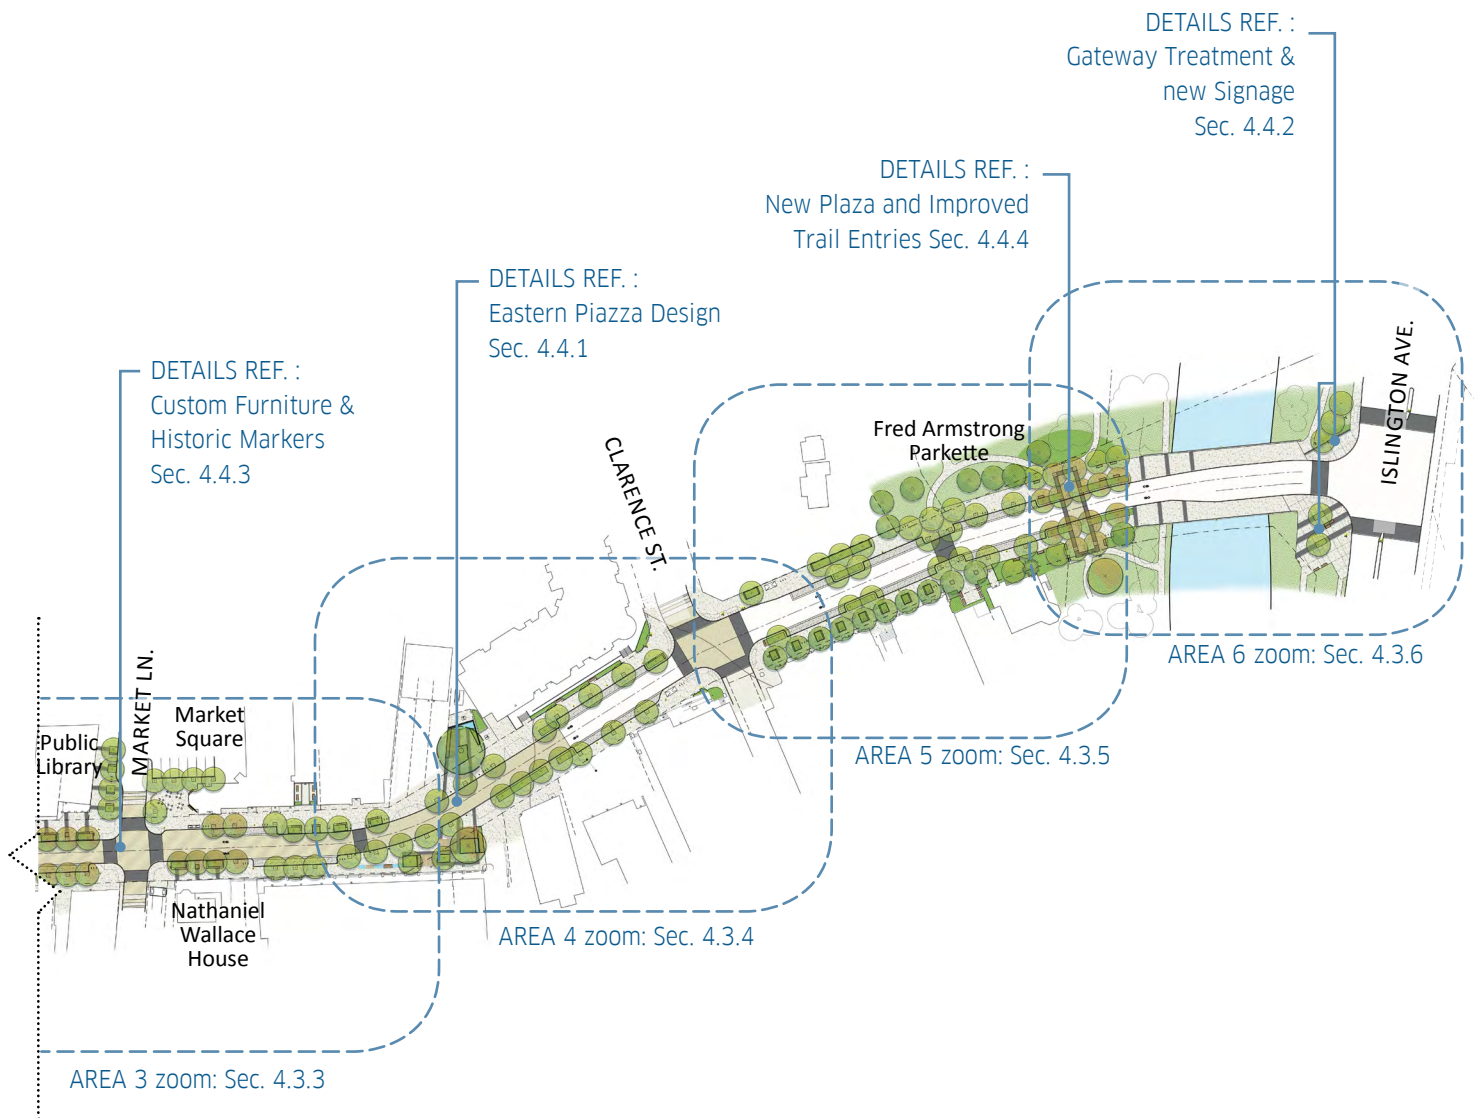 DETAILS REF. :
Gateway Treatment &
new Signage
Sec. 4.4.2
DETAILS REF. :
New Plaza and Improved
Trail Entries Sec. 4.4.4
DETAILS REF. :
Eastern Piazza Design
Sec. 4.4.1
DETAILS REF. :
Custom Furniture &
Historic Markers
Sec. 4.4.3
ISLINGTON AVE.
Fred Armstrong
Parkette
CLARENCE ST.
AREA 6 zoom: Sec. 4.3.6
MARKET LN.
Market
Square
Public
Library
AREA 5 zoom: Sec. 4.3.5
Nathaniel
Wallace
House
AREA 4 zoom: Sec. 4.3.4
AREA 3 zoom: Sec. 4.3.3